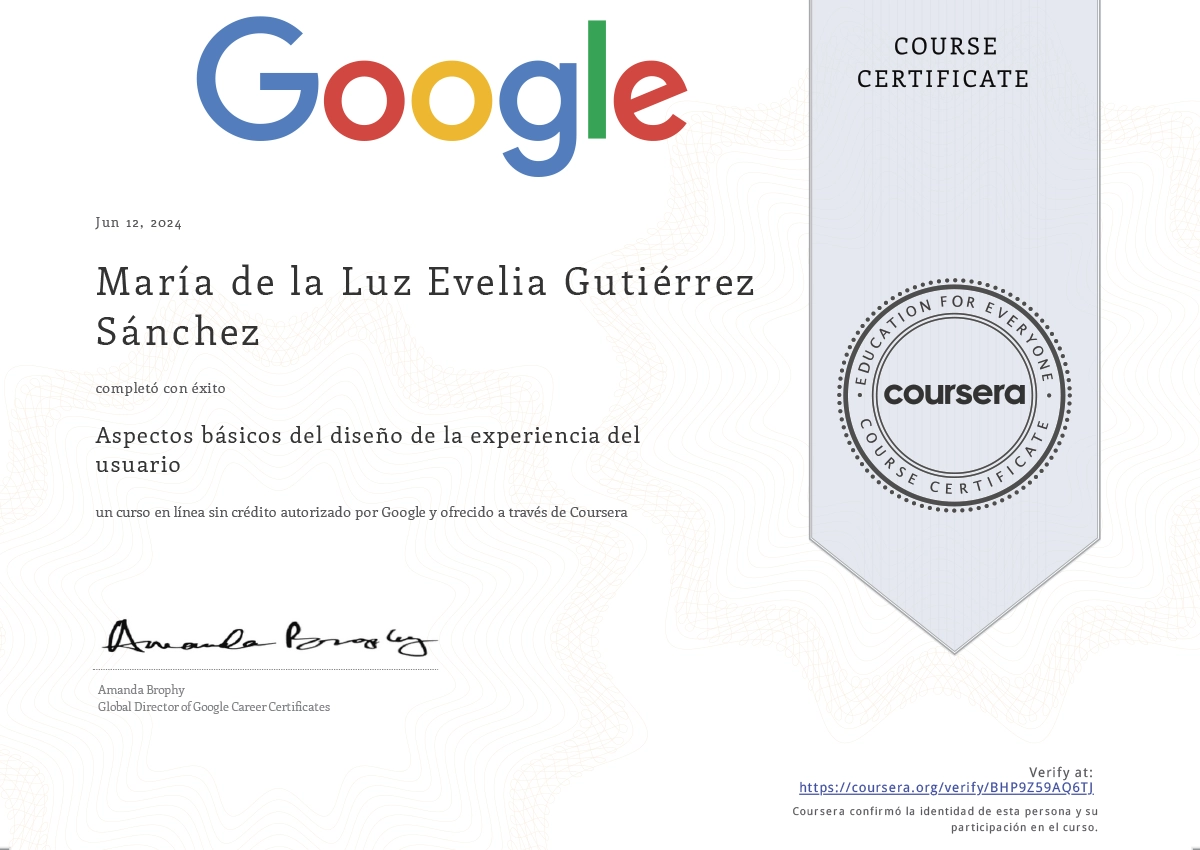 Google
COURSE
CERTIFICATE
Jun 12, 2024
María de la Luz Evelia Gutiérrez
Sánchez
completó con éxito
Aspectos básicos del diseño de la experiencia del
usuario
un curso en línea sin crédito autorizado por Google y ofrecido a través de Coursera
EDUCATION FOR EVERYONE
coursera
COURSE CERTIFICATE
Amanda Brophy
Amanda Brophy
Global Director of Google Career Certificates
Verify at:
https://coursera.org/verify/BHP9Z59AQ6TJ
Coursera confirmó la identidad de esta persona y su
participación en el curso.